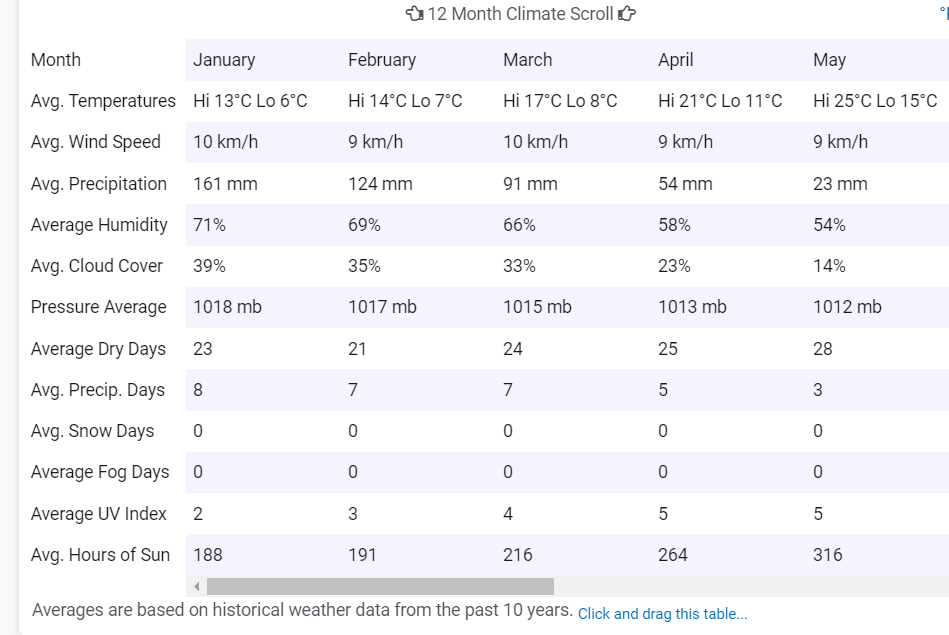 12 Month Climate Scroll
Month January February March April May
Avg. Temperatures Hi 13°C Lo 6°C Hi 14°C Lo 7°C Hi 17°C Lo 8°C Hi 21°C Lo 11°C Hi 25°C Lo 15°C
Avg. Wind Speed 10 km/h 9 km/h 10 km/h 9 km/h 9 km/h
Avg. Precipitation 161 mm 124 mm 91 mm 54 mm 23 mm
Average Humidity 71% 69% 66% 58% 54%
Avg. Cloud Cover 39% 35% 33% 23% 14%
Pressure Average 1018 mb 1017 mb 1015 mb 1013 mb 1012 mb
Average Dry Days 23 21 24 25 28
Avg. Precip. Days 8 7 7 5 3
Avg. Snow Days 0 0 0 0 0
Average Fog Days 0 0 0 0 0
Average UV Index 2 3 4 5 5
Avg. Hours of Sun 188 191 216 264 316
Averages are based on historical weather data from the past 10 years. Click and drag this table...